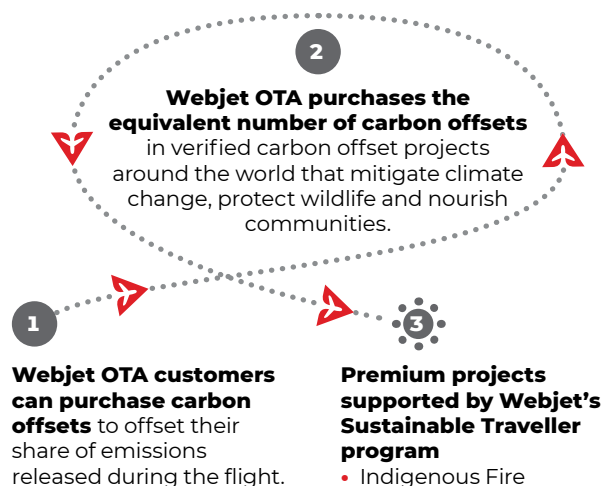 2
Webjet OTA purchases the
equivalent number of carbon offsets
in verified carbon offset projects
around the world that mitigate climate
change, protect wildlife and nourish
communities.
1
Webjet OTA customers
can purchase carbon
offsets to offset their
share of emissions
released during the flight.
3
Premium projects
supported by Webjet's
Sustainable Traveller
program
• Indigenous Fire